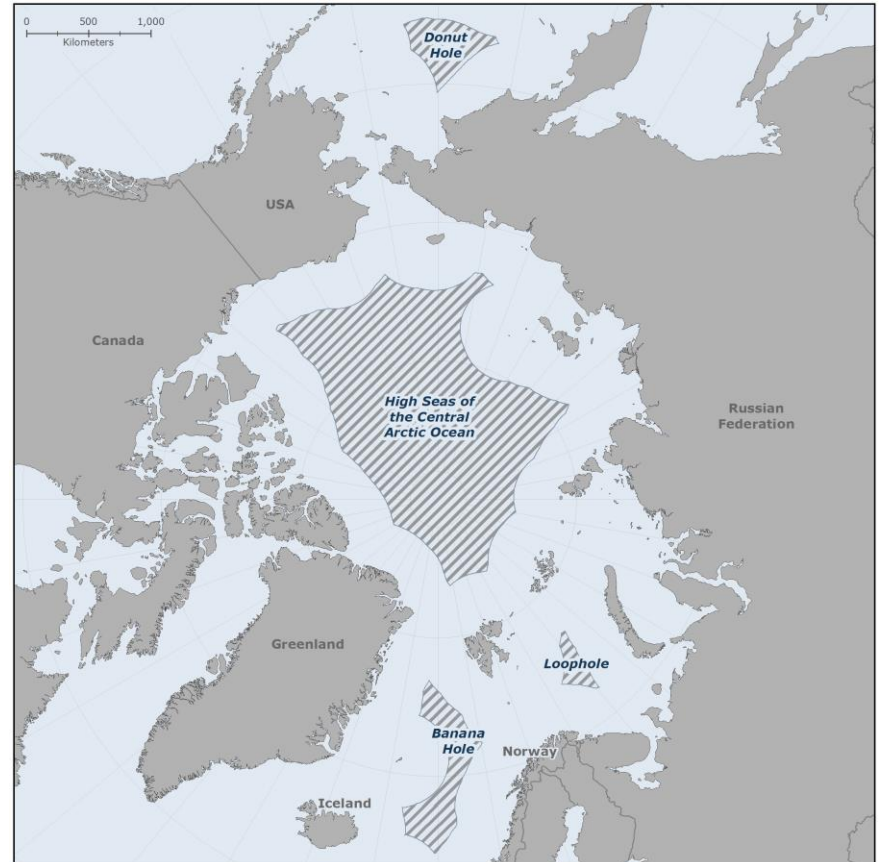 0 500 1,000
Kilometers
Donut
Hole
USA
Canada
High Seas of
the Central
Arctic Ocean
Russian
Federation
Greenland
Loophole
Banana
Hole
Norway
Iceland